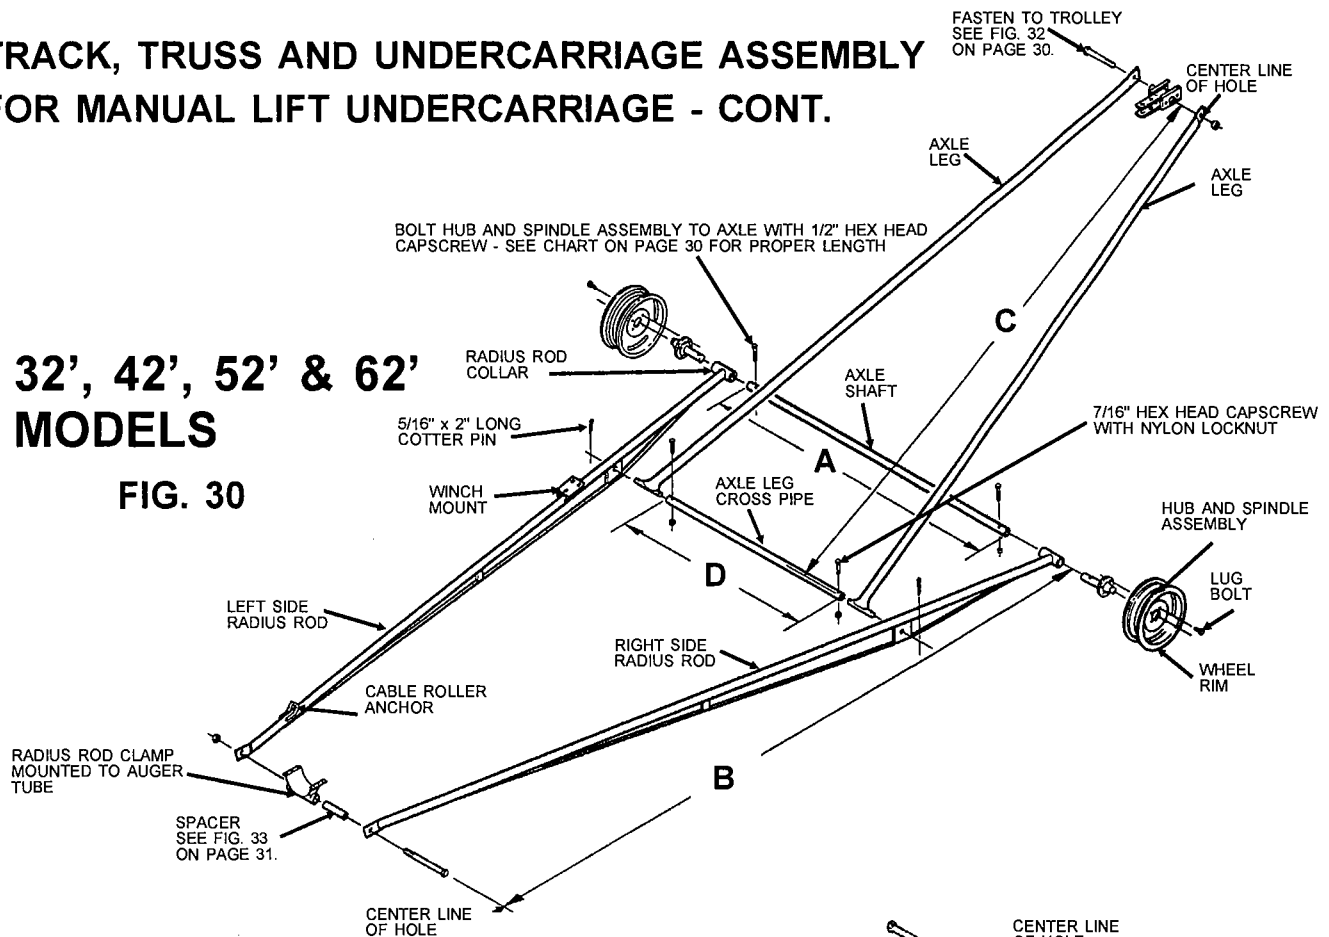 TRACK, TRUSS AND UNDERCARRIAGE ASSEMBLY
FOR MANUAL LIFT UNDERCARRIAGE - CONT.
FASTEN TO TROLLEY
SEE FIG. 32
ON PAGE 30.
CENTER LINE
OF HOLE
AXLE
LEG
AXLE
LEG
BOLT HUB AND SPINDLE ASSEMBLY TO AXLE WITH 1/2" HEX HEAD
CAPSCREW - SEE CHART ON PAGE 30 FOR PROPER LENGTH
C
32', 42', 52' & 62'
MODELS
FIG. 30
RADIUS ROD
COLLAR
AXLE
SHAFT
5/16" x 2" LONG
COTTER PIN
7/16" HEX HEAD CAPSCREW
WITH NYLON LOCKNUT
A
WINCH
MOUNT
AXLE LEG
CROSS PIPE
HUB AND SPINDLE
ASSEMBLY
D
LUG
BOLT
LEFT SIDE
RADIUS ROD
RIGHT SIDE
RADIUS ROD
WHEEL
RIM
CABLE ROLLER
ANCHOR
RADIUS ROD CLAMP
MOUNTED TO AUGER
TUBE
B
SPACER
SEE FIG. 33
ON PAGE 31.
CENTER LINE
OF HOLE
CENTER LINE
OF HOLE